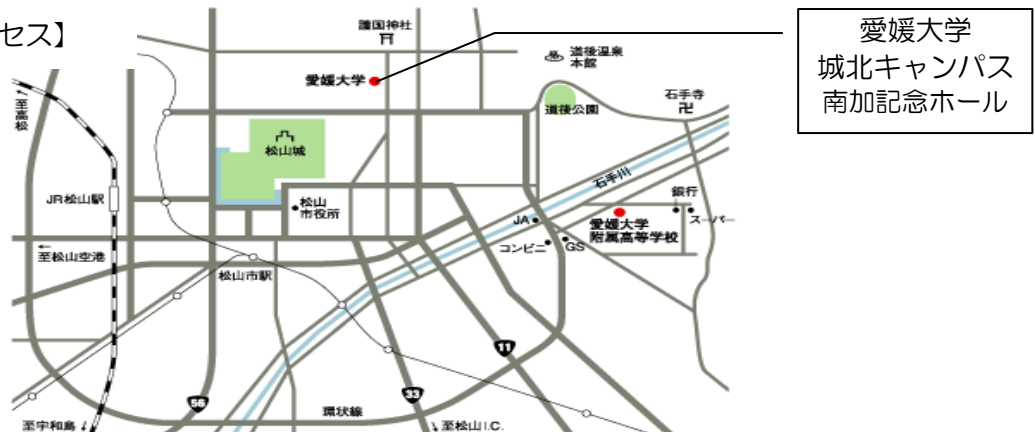 セス】
愛媛大学
城北キャンパス
南加記念ホール
護国神社
愛媛大学
道後温泉
本館
道後公園
石手寺
至高松
松山城
石手川
JR松山駅
松山
市役所
銀行
スーパー
JA
愛媛大学
附属高等学校
コンビニ
GS
至松山空港
松山市駅
11
33
56
環状線
至宇和島
至松山I.C.